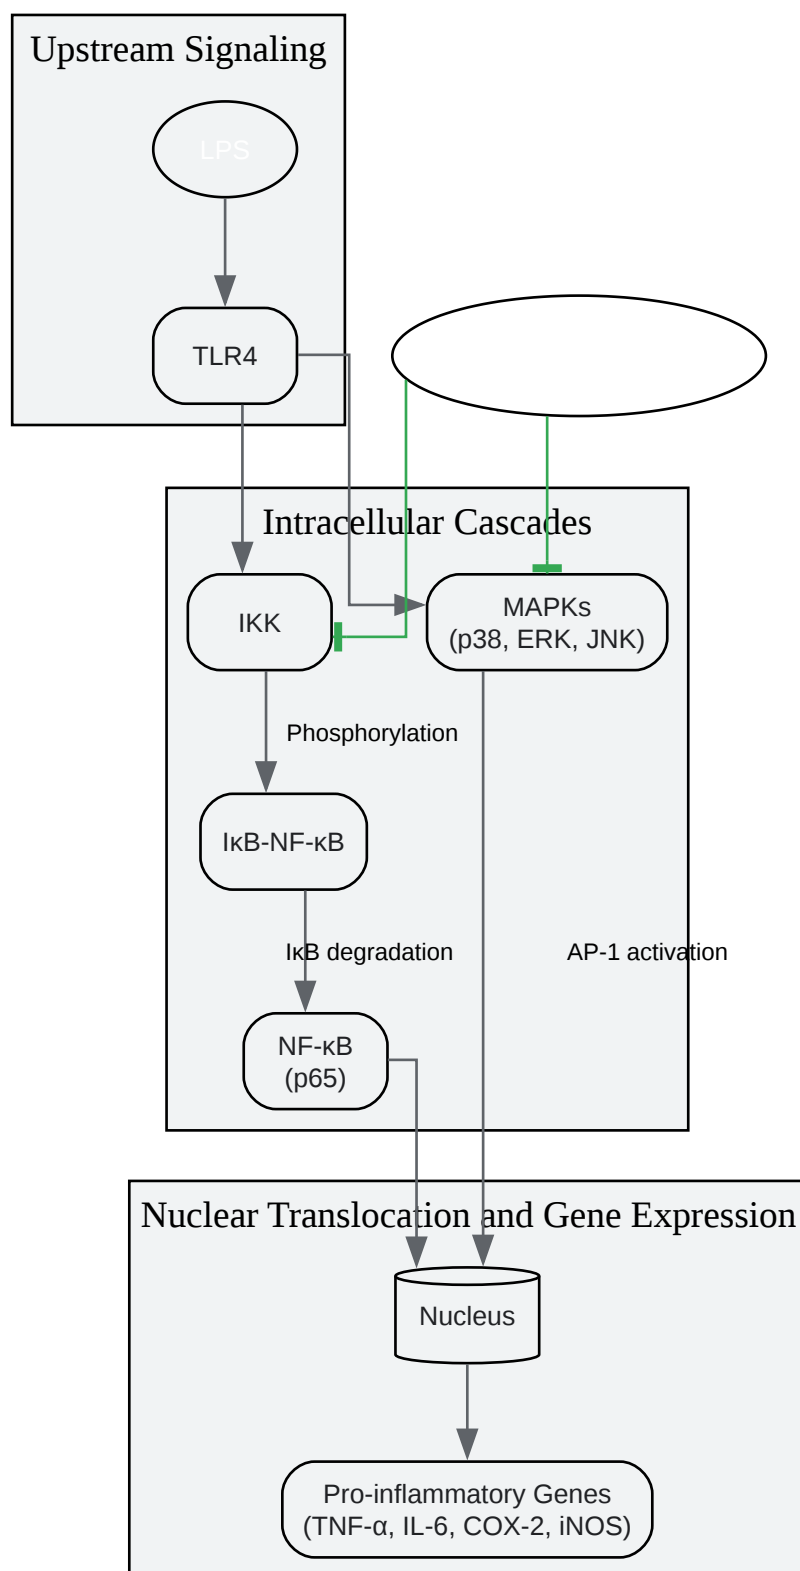 Upstream Signaling
LPS
TLR4
Intracellular Cascades
IKK
MAPKs
(p38, ERK, JNK)
Phosphorylation
IκB-NF-κB
IκB degradation
AP-1 activation
NF-κB
(p65)
Nuclear Translocation and Gene Expression
Nucleus
Pro-inflammatory Genes
(TNF-α, IL-6, COX-2, iNOS)